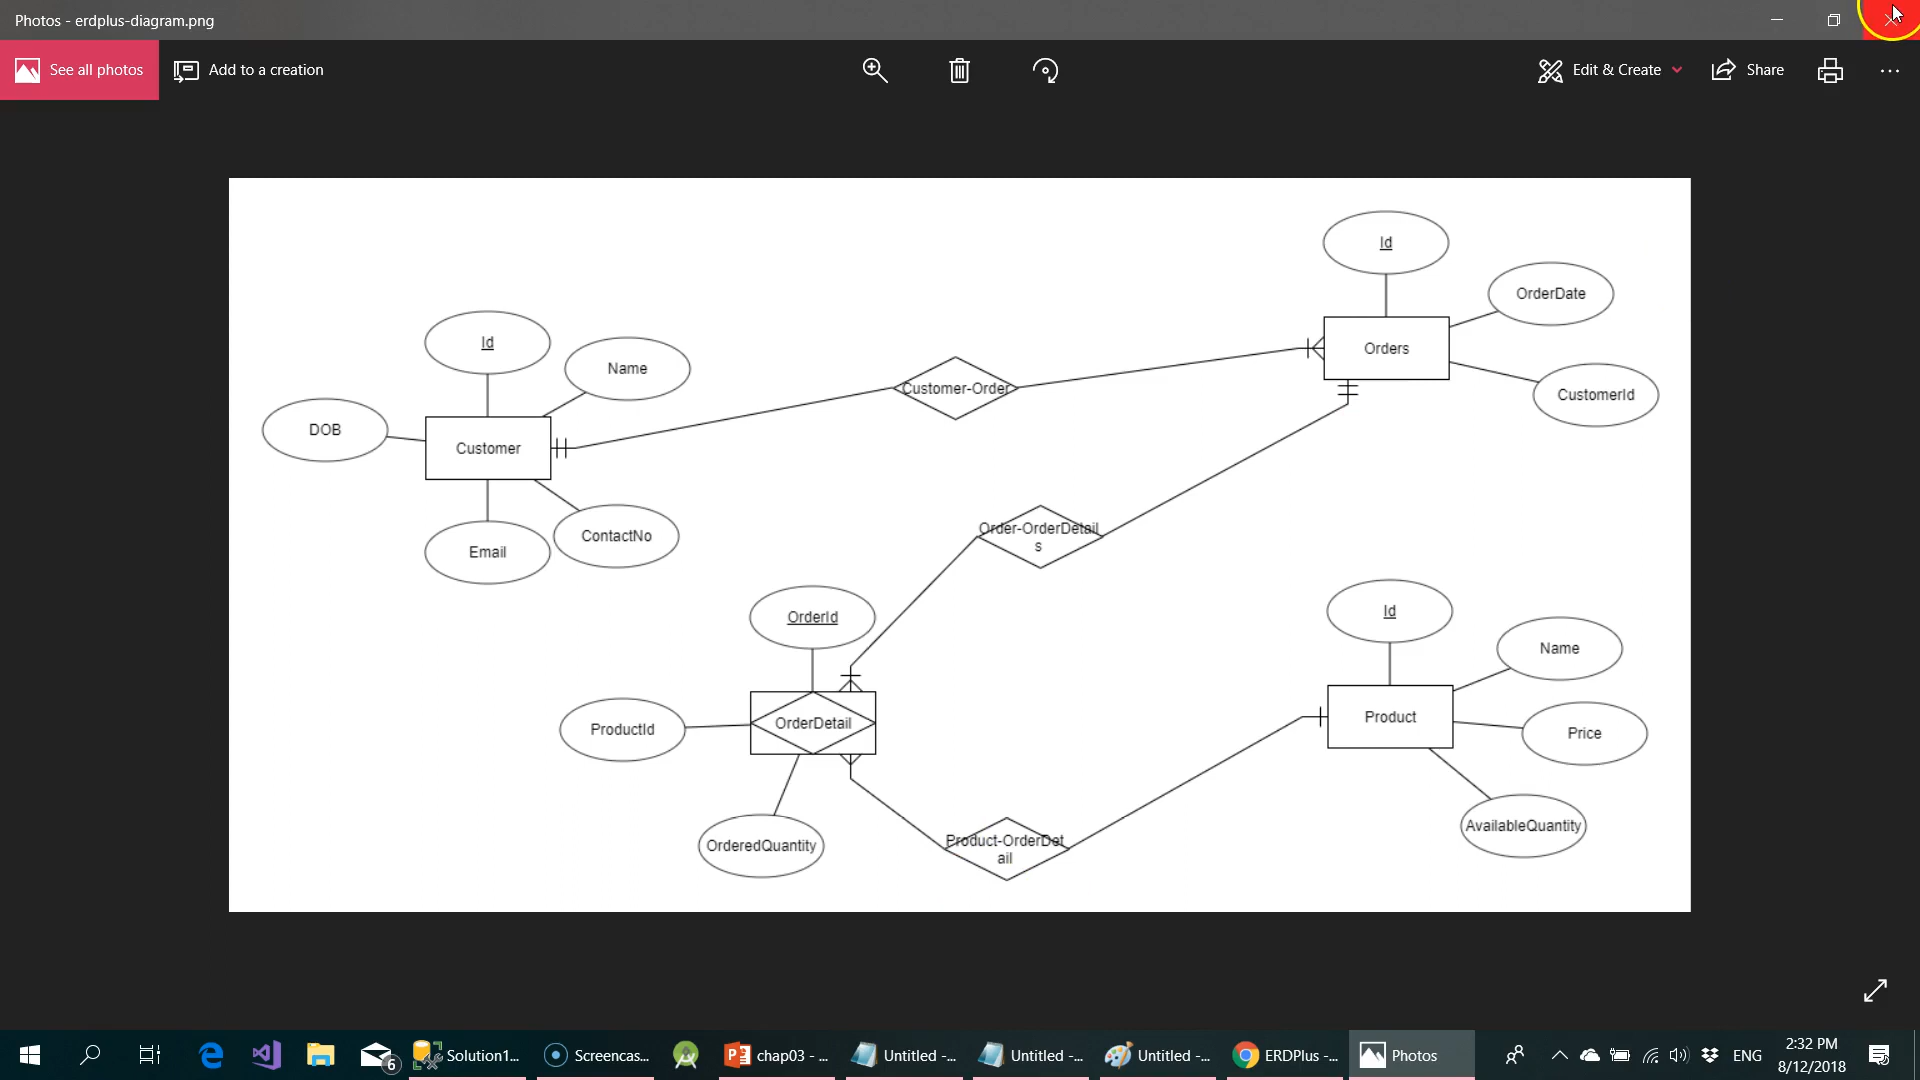 Photos - erdplus-diagram.png
See all photos
Add to a creation
Edit & Create
Share
Id
OrderDate
Orders
CustomerId
Id
Name
DOB
Customer
Email
ContactNo
Customer-Order
Order-OrderDetail
s
OrderId
ProductId
OrderDetail
OrderedQuantity
Product-OrderDet
ail
Id
Name
Product
Price
AvailableQuantity
6
Solution1...
Screencas...
chap03 - ...
Untitled -...
Untitled -...
Untitled -...
ERDPlus -...
Photos
ENG
2:32 PM
8/12/2018